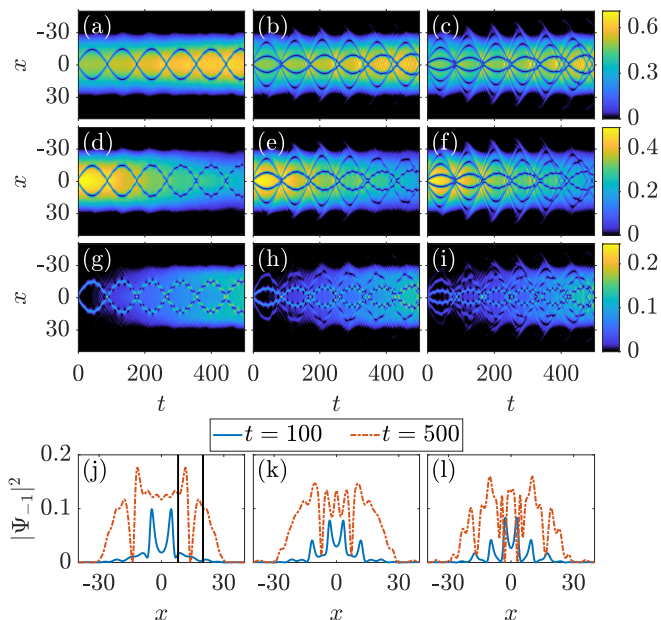 (a) (b) (c)
-30
0
30
x
0.6
0.3
0
(d) (e) (f)
-30
0
30
x
0.4
0.2
0
(g) (h) (i)
-30
0
30
x
0.2
0.1
0
0 200 400 0 200 400 0 200 400
t t t
t = 100 t = 500
(j) (k) (l)
0.2
0.1
0
|Ψ₋₁|²
-30 0 30 -30 0 30 -30 0 30
x x x